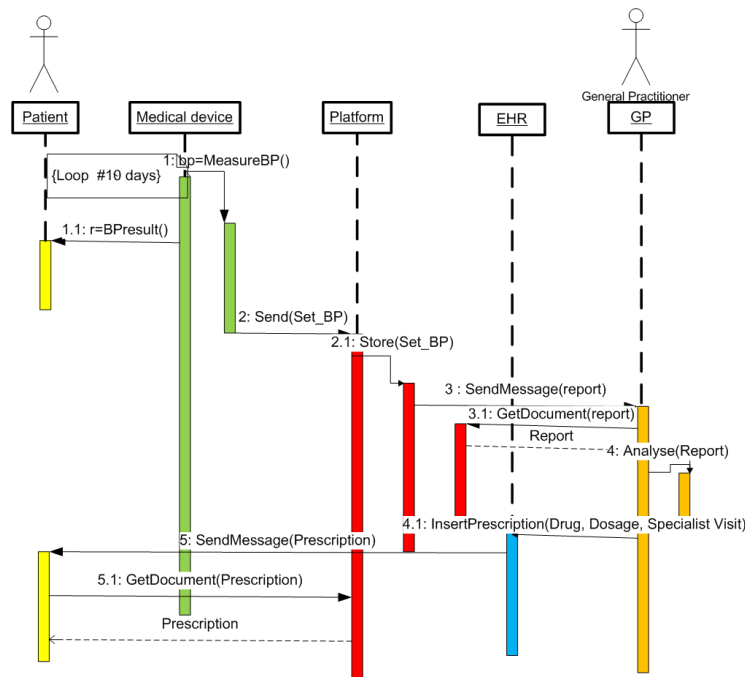 General Practitioner
Patient
Medical device
Platform
EHR
GP
1: bp=MeasureBP()
{Loop #10 days}
1.1: r=BPresult()
2: Send(Set_BP)
2.1: Store(Set_BP)
3 : SendMessage(report)
3.1: GetDocument(report)
Report
4: Analyse(Report)
4.1: InsertPrescription(Drug, Dosage, Specialist Visit)
5: SendMessage(Prescription)
5.1: GetDocument(Prescription)
Prescription